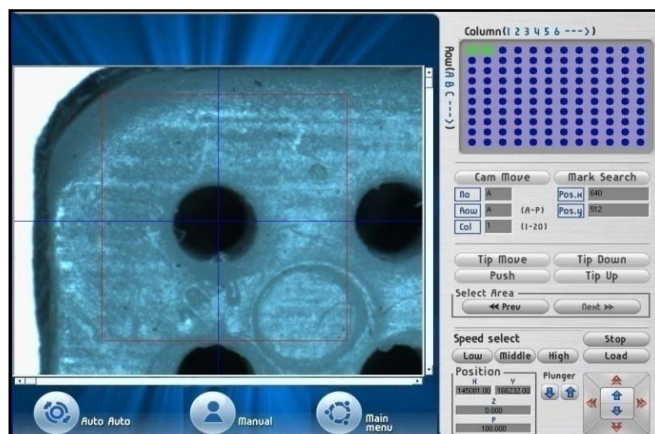 Column(1 2 3 4 5 6 --->)
Row(A B C --->)
Cam Move
Mark Search
No A
Pos.x 640
Row A (A-P)
Pos.y 512
Col 1 (1-20)
Tip Move
Tip Down
Push
Tip Up
Select Area
Prev
Next
Speed select
Stop
Low
Middle
High
Load
Position
Plunger
X Y
145081.00 166232.00
Z
0.000
P
100.000
Auto Auto
Manual
Main
menu